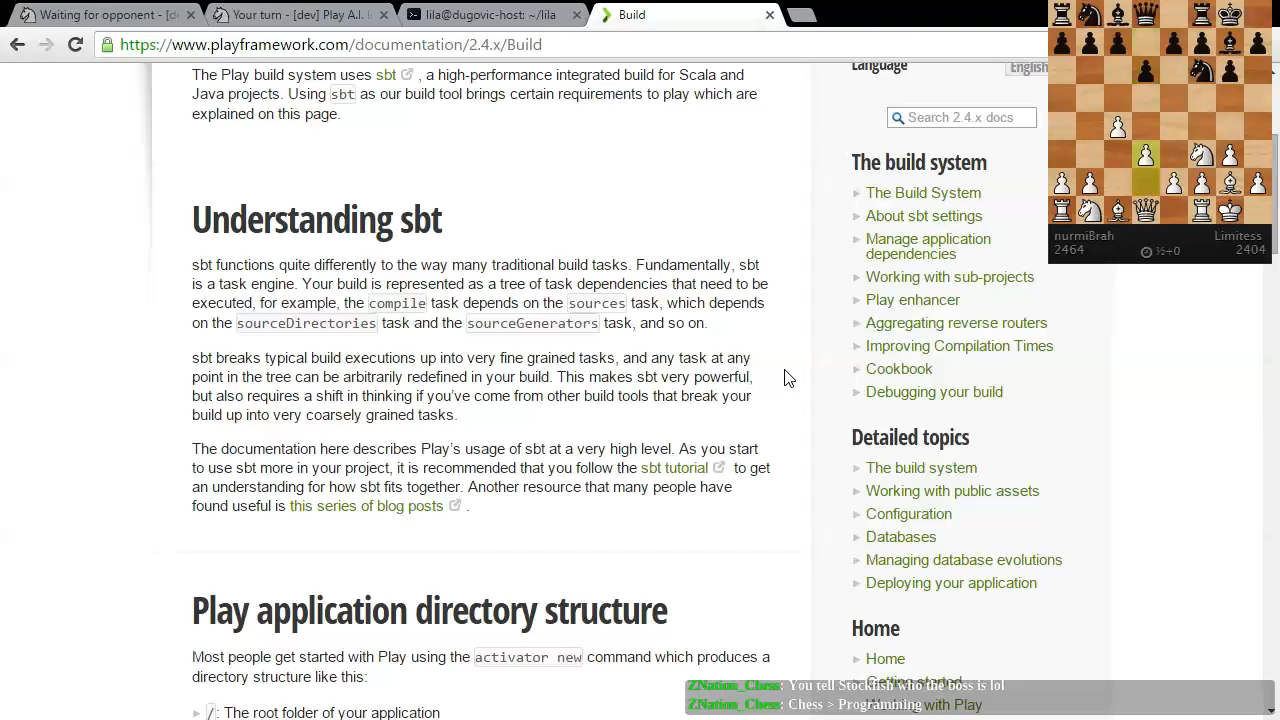 Waiting for opponent - [de
Your turn - [dev] Play A.I. i
lila@dugovic-host: ~/lila
Build
https://www.playframework.com/documentation/2.4.x/Build
The Play build system uses sbt , a high-performance integrated build for Scala and
Java projects. Using sbt as our build tool brings certain requirements to play which are
explained on this page.
Understanding sbt
sbt functions quite differently to the way many traditional build tasks. Fundamentally, sbt
is a task engine. Your build is represented as a tree of task dependencies that need to be
executed, for example, the compile task depends on the sources task, which depends
on the sourceDirectories task and the sourceGenerators task, and so on.
sbt breaks typical build executions up into very fine grained tasks, and any task at any
point in the tree can be arbitrarily redefined in your build. This makes sbt very powerful,
but also requires a shift in thinking if you've come from other build tools that break your
build up into very coarsely grained tasks.
The documentation here describes Play's usage of sbt at a very high level. As you start
to use sbt more in your project, it is recommended that you follow the sbt tutorial to get
an understanding for how sbt fits together. Another resource that many people have
found useful is this series of blog posts .
Play application directory structure
Most people get started with Play using the activator new command which produces a
directory structure like this:
/: The root folder of your application
Language
English
Search 2.4.x docs
The build system
The Build System
About sbt settings
Manage application
dependencies
Working with sub-projects
Play enhancer
Aggregating reverse routers
Improving Compilation Times
Cookbook
Debugging your build
Detailed topics
The build system
Working with public assets
Configuration
Databases
Managing database evolutions
Deploying your application
Home
Home
Getting started
Working with Play
nurmiBrah
Limitess
2464
½+0
2404
ZNation_Chess: You tell Stockfish who the boss is lol
ZNation_Chess: Chess > Programming